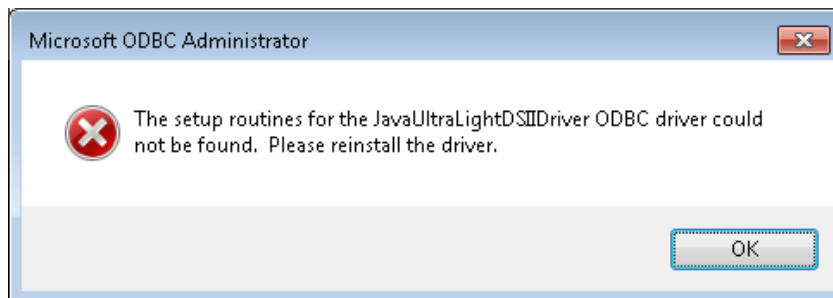 Microsoft ODBC Administrator
The setup routines for the JavaUltraLightDSIIDriver ODBC driver could
not be found.  Please reinstall the driver.
OK